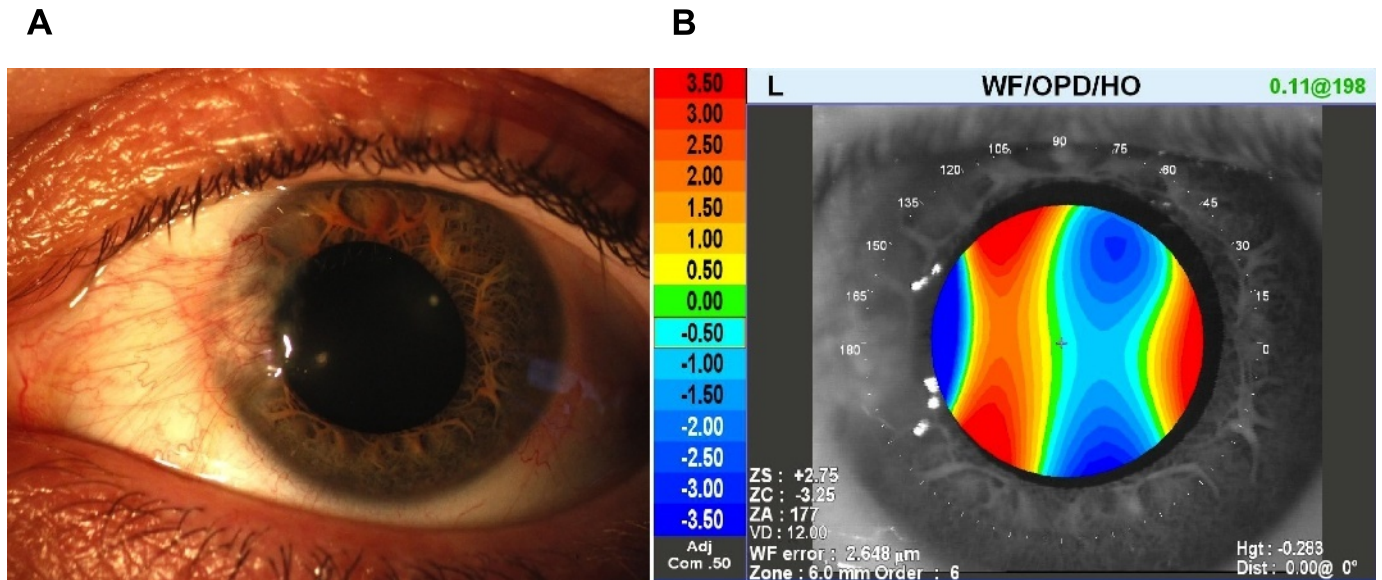 A
B
L WF/OPD/HO 0.11@198
3.50
3.00
2.50
2.00
1.50
1.00
0.50
0.00
-0.50
-1.00
-1.50
-2.00
-2.50
-3.00
-3.50
Adj
Com .50
105 90 75
120 60
135 45
150 30
165 15
180 0
ZS : +2.75
ZC : -3.25
ZA : 177
VD : 12.00
WF error : 2.648 μm
Zone : 6.0 mm Order : 6
Hgt : -0.283
Dist : 0.00@ 0°